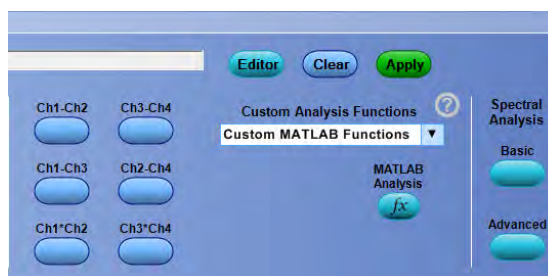 Editor Clear Apply
Ch1-Ch2 Ch3-Ch4 Custom Analysis Functions ? Spectral
Analysis
Custom MATLAB Functions ▼
Basic
Ch1-Ch3 Ch2-Ch4 MATLAB
Analysis
fx
Ch1*Ch2 Ch3*Ch4 Advanced